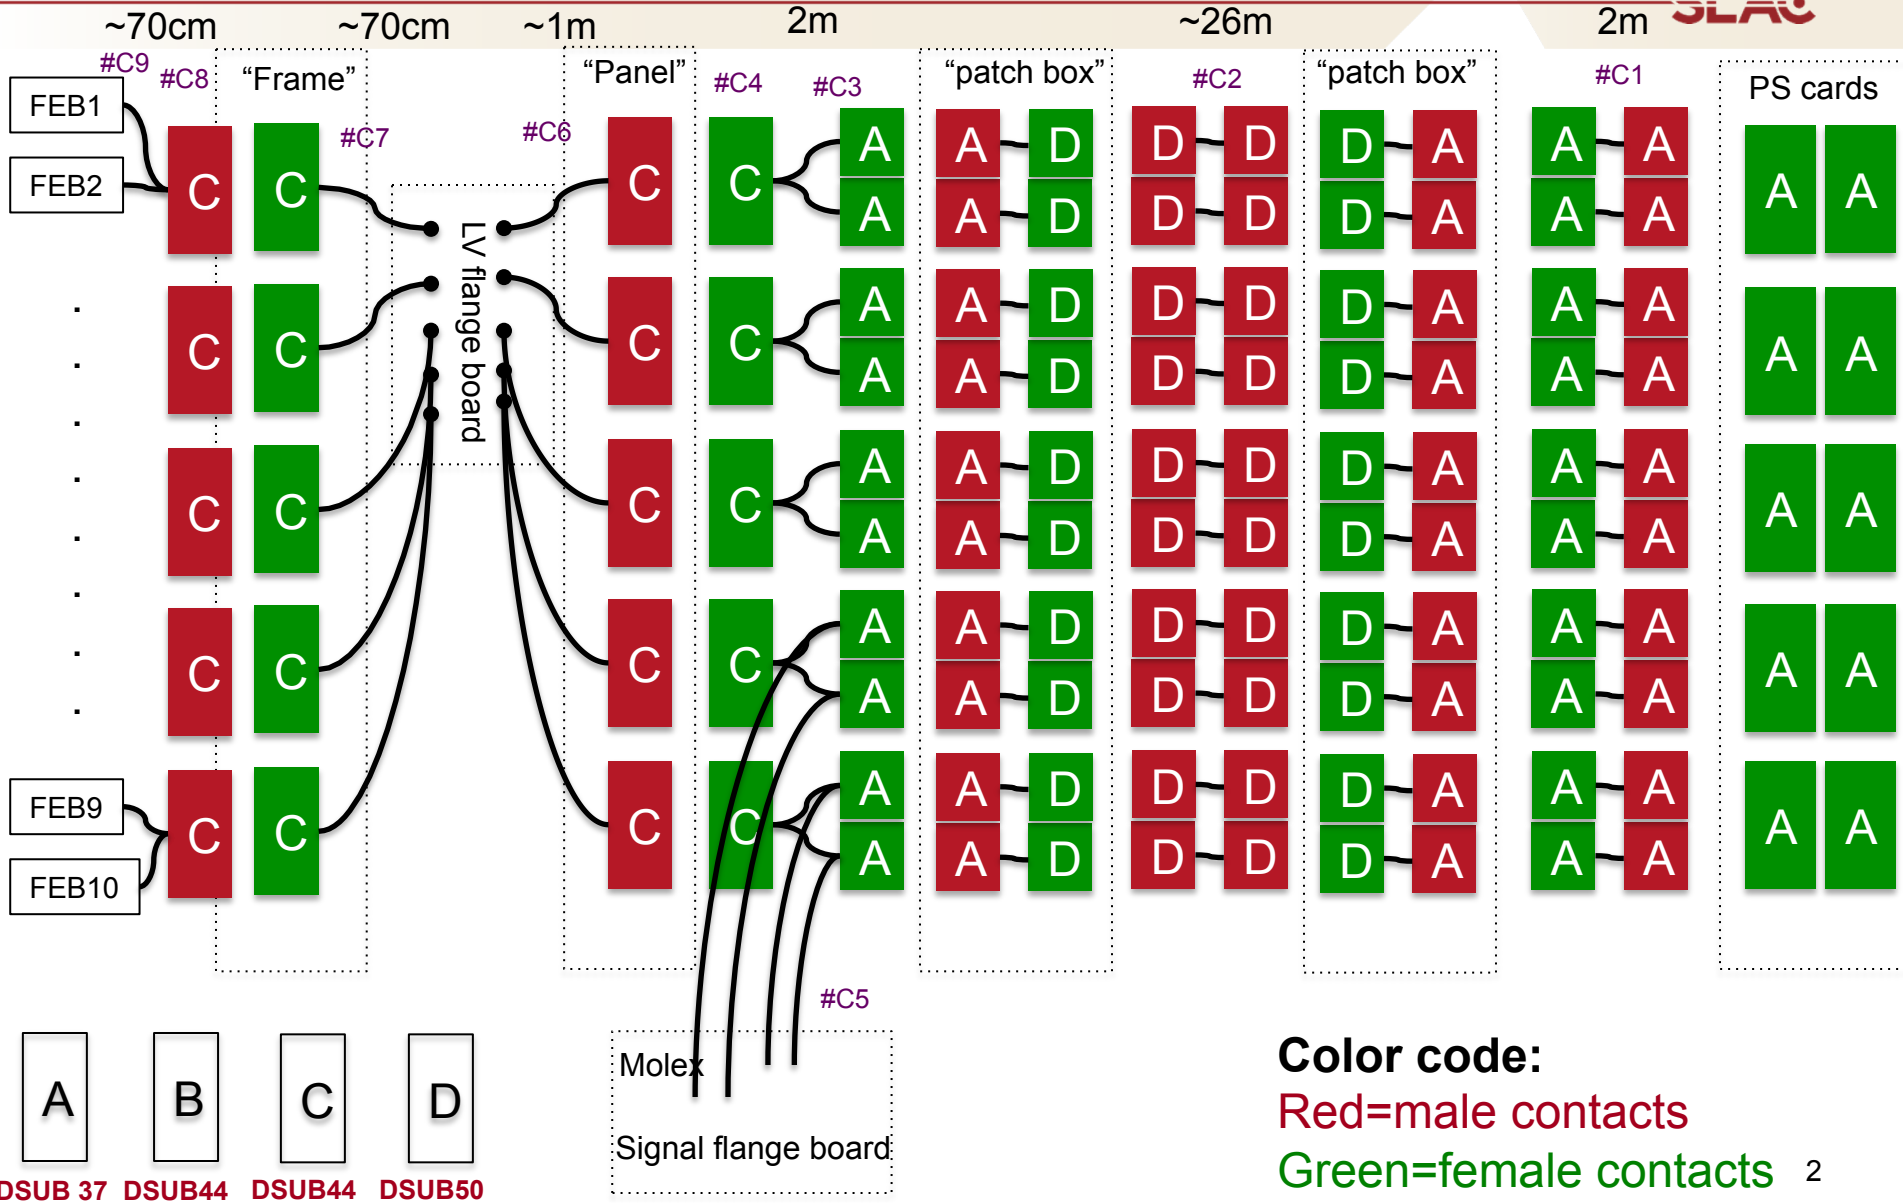 ~70cm ~70cm ~1m 2m ~26m 2m SLAC
#C9 #C8 "Frame" "Panel" #C4 #C3 "patch box" #C2 "patch box" #C1 PS cards
FEB1
#C7 #C6
FEB2
C C C C A A D D D D A A A A A
A A D D D D A A A
LV flange board
.
C C C C A A D D D D A A A A A
.
A A D D D D A A A
.
.
C C C C A A D D D D A A A A A
.
A A D D D D A A A
.
C C C C A A D D D D A A A A A
.
A A D D D D A A A
.
FEB9
C C C C A A D D D D A A A A A
A A D D D D A A A
FEB10
#C5
Molex
Signal flange board
A B C D
DSUB 37 DSUB44 DSUB44 DSUB50
Color code:
Red=male contacts
Green=female contacts 2